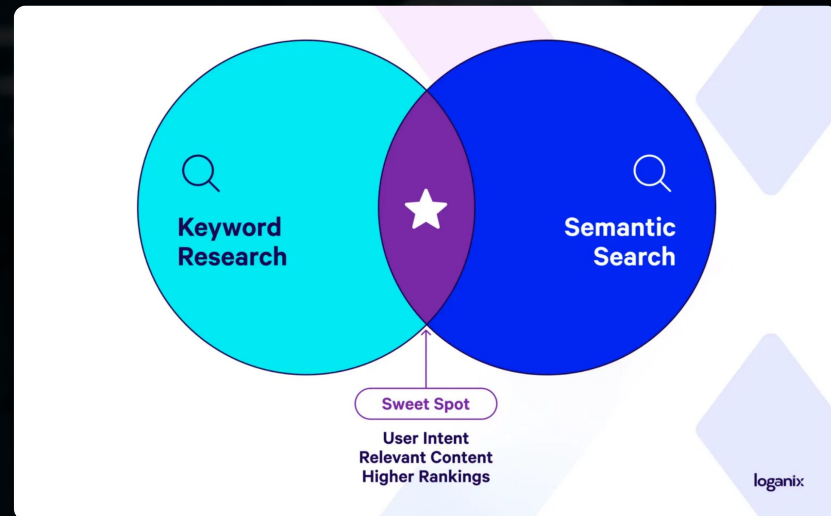 Keyword
Research
Semantic
Search
Sweet Spot
User Intent
Relevant Content
Higher Rankings
loganix